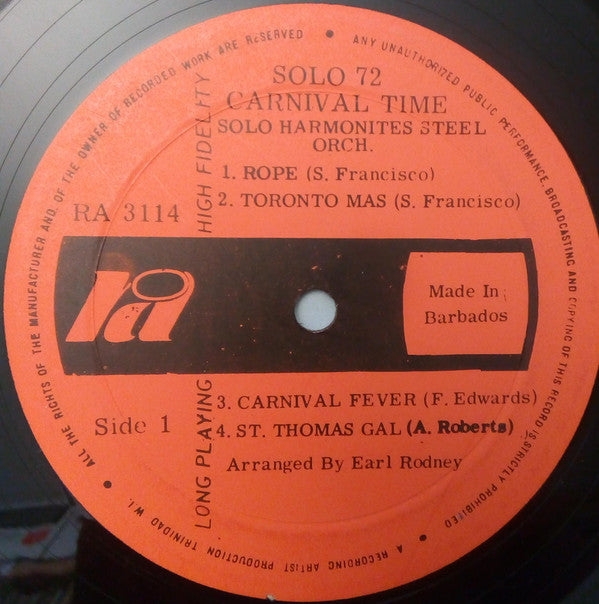 ALL THE RIGHTS OF THE MANUFACTURER AND OF THE OWNER OF RECORDED WORK ARE RESERVED • ANY UNAUTHORIZED PUBLIC PERFORMANCE, BROADCASTING AND COPYING OF THIS RECORD IS STRICTLY PROHIBITED
• A RECORDING ARTIST PRODUCTION TRINIDAD W.I. •
SOLO 72
CARNIVAL TIME
SOLO HARMONITES STEEL
ORCH.
1. ROPE (S. Francisco)
2. TORONTO MAS (S. Francisco)
RA 3114
HIGH FIDELITY
ra
Made In
Barbados
LONG PLAYING
Side 1
3. CARNIVAL FEVER (F. Edwards)
4. ST. THOMAS GAL (A. Roberts)
Arranged By Earl Rodney